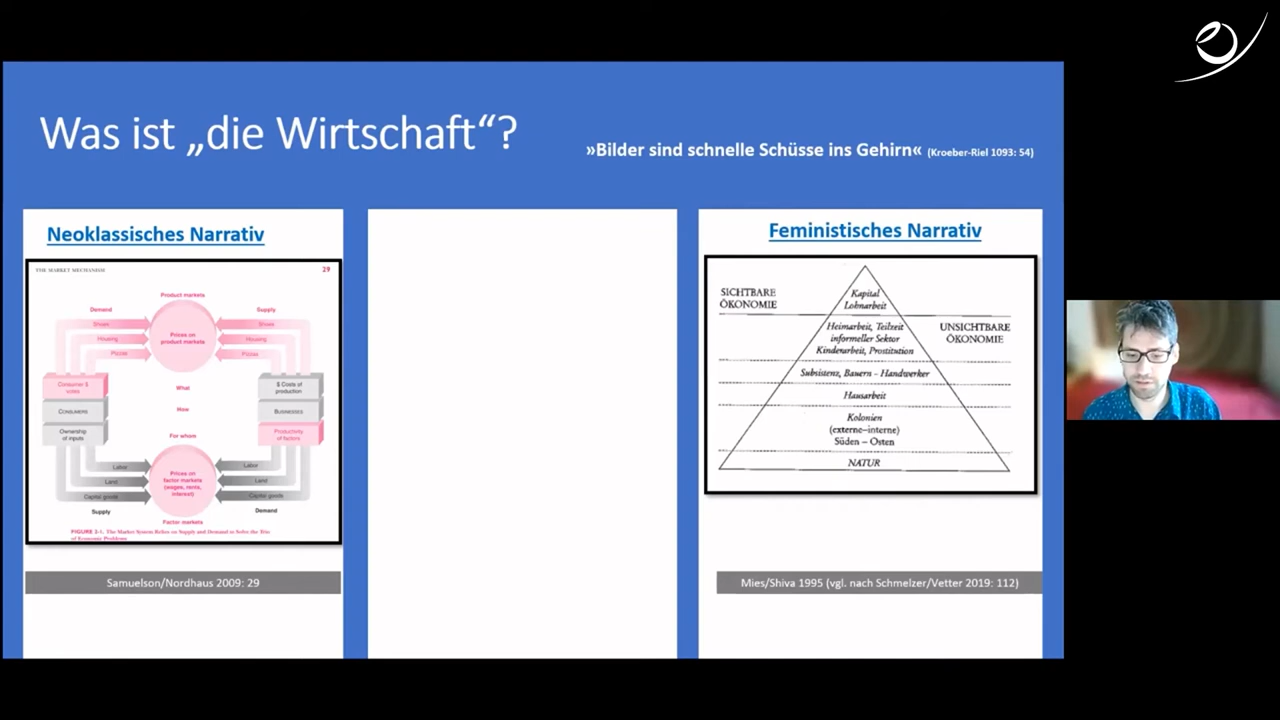 Was ist „die Wirtschaft“?
»Bilder sind schnelle Schüsse ins Gehirn« (Kroeber-Riel 1093: 54)
Neoklassisches Narrativ
THE MARKET MECHANISM 29
Product markets
Demand Supply
Shoes Shoes
Housing Housing
Pizzas Pizzas
Prices on
product markets
Consumer $
votes
CONSUMERS
Ownership
of inputs
What
How
For whom
$ Costs of
production
BUSINESSES
Productivity
of factors
Labor Labor
Land Land
Capital goods Capital goods
Prices on
factor markets
(wages, rents,
interest)
Supply Demand
Factor markets
FIGURE 2-1. The Market System Relies on Supply and Demand to Solve the Trio
of Economic Problems
Samuelson/Nordhaus 2009: 29
Feministisches Narrativ
SICHTBARE
ÖKONOMIE
Kapital
Lohnarbeit
UNSICHTBARE
ÖKONOMIE
Heimarbeit, Teilzeit
informeller Sektor
Kinderarbeit, Prostitution
Subsistenz, Bauern – Handwerker
Hausarbeit
Kolonien
(externe–interne)
Süden – Osten
NATUR
Mies/Shiva 1995 (vgl. nach Schmelzer/Vetter 2019: 112)